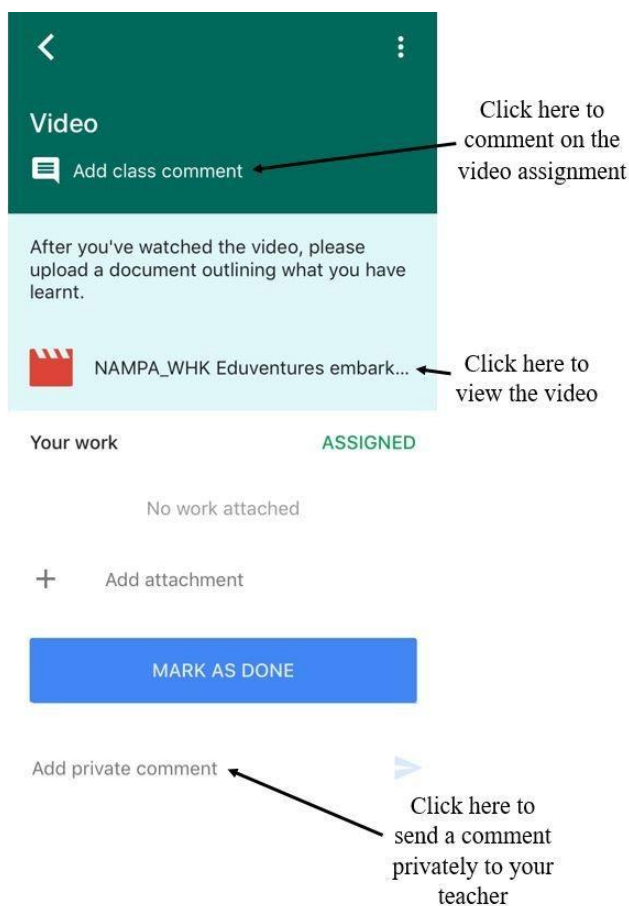 Video
Add class comment
Click here to
comment on the
video assignment
After you've watched the video, please
upload a document outlining what you have
learnt.
NAMPA_WHK Eduventures embark...
Click here to
view the video
Your work ASSIGNED
No work attached
+ Add attachment
MARK AS DONE
Add private comment
Click here to
send a comment
privately to your
teacher